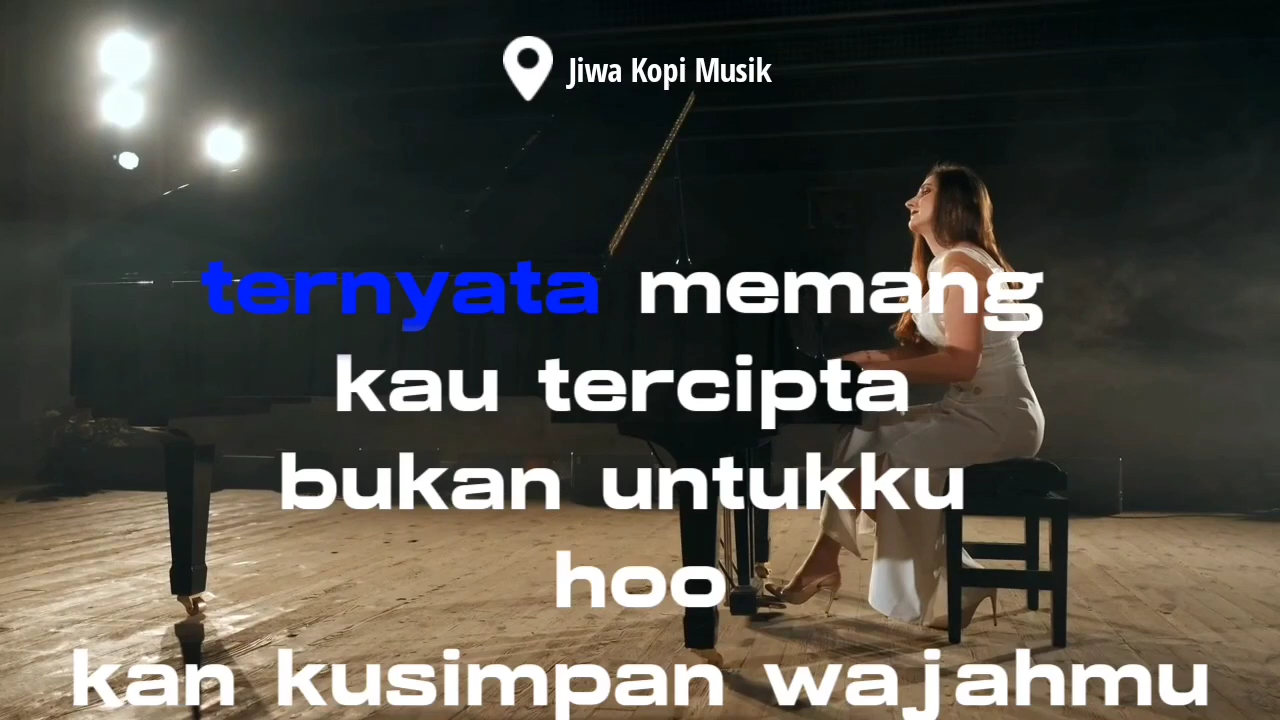 Jiwa Kopi Musik
ternyata memang
kau tercipta
bukan untukku
hoo
kan kusimpan wajahmu